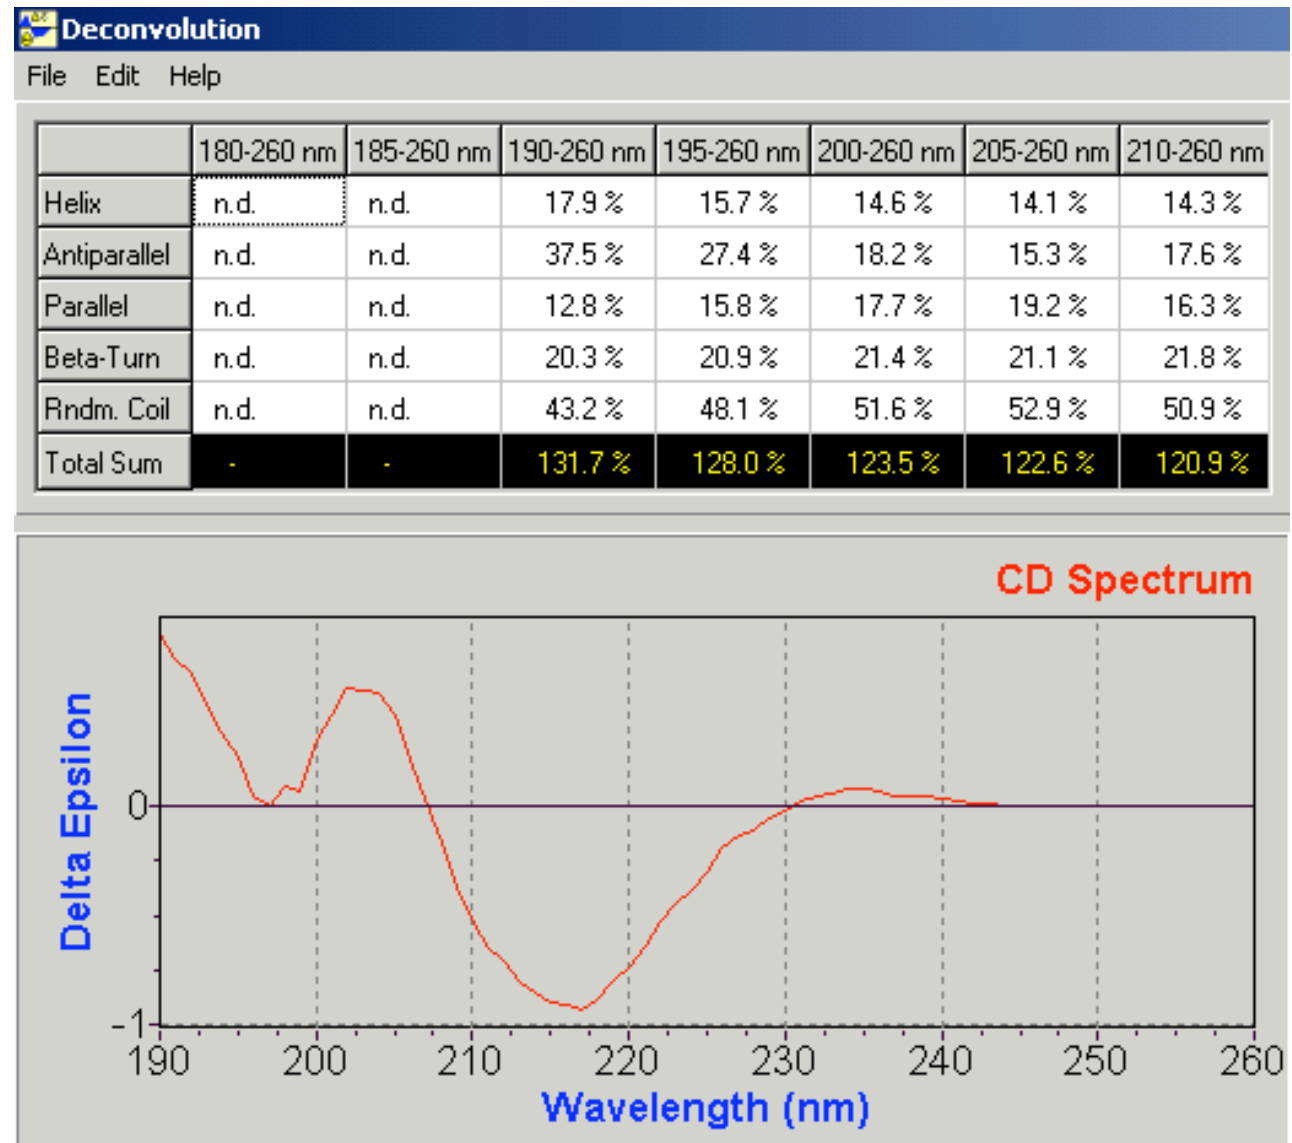 Deconvolution
File Edit Help
180-260 nm 185-260 nm 190-260 nm 195-260 nm 200-260 nm 205-260 nm 210-260 nm
Helix n.d. n.d. 17.9 % 15.7 % 14.6 % 14.1 % 14.3 %
Antiparallel n.d. n.d. 37.5 % 27.4 % 18.2 % 15.3 % 17.6 %
Parallel n.d. n.d. 12.8 % 15.8 % 17.7 % 19.2 % 16.3 %
Beta-Turn n.d. n.d. 20.3 % 20.9 % 21.4 % 21.1 % 21.8 %
Rndm. Coil n.d. n.d. 43.2 % 48.1 % 51.6 % 52.9 % 50.9 %
Total Sum - - 131.7 % 128.0 % 123.5 % 122.6 % 120.9 %
CD Spectrum
Delta Epsilon
0
-1
190 200 210 220 230 240 250 260
Wavelength (nm)